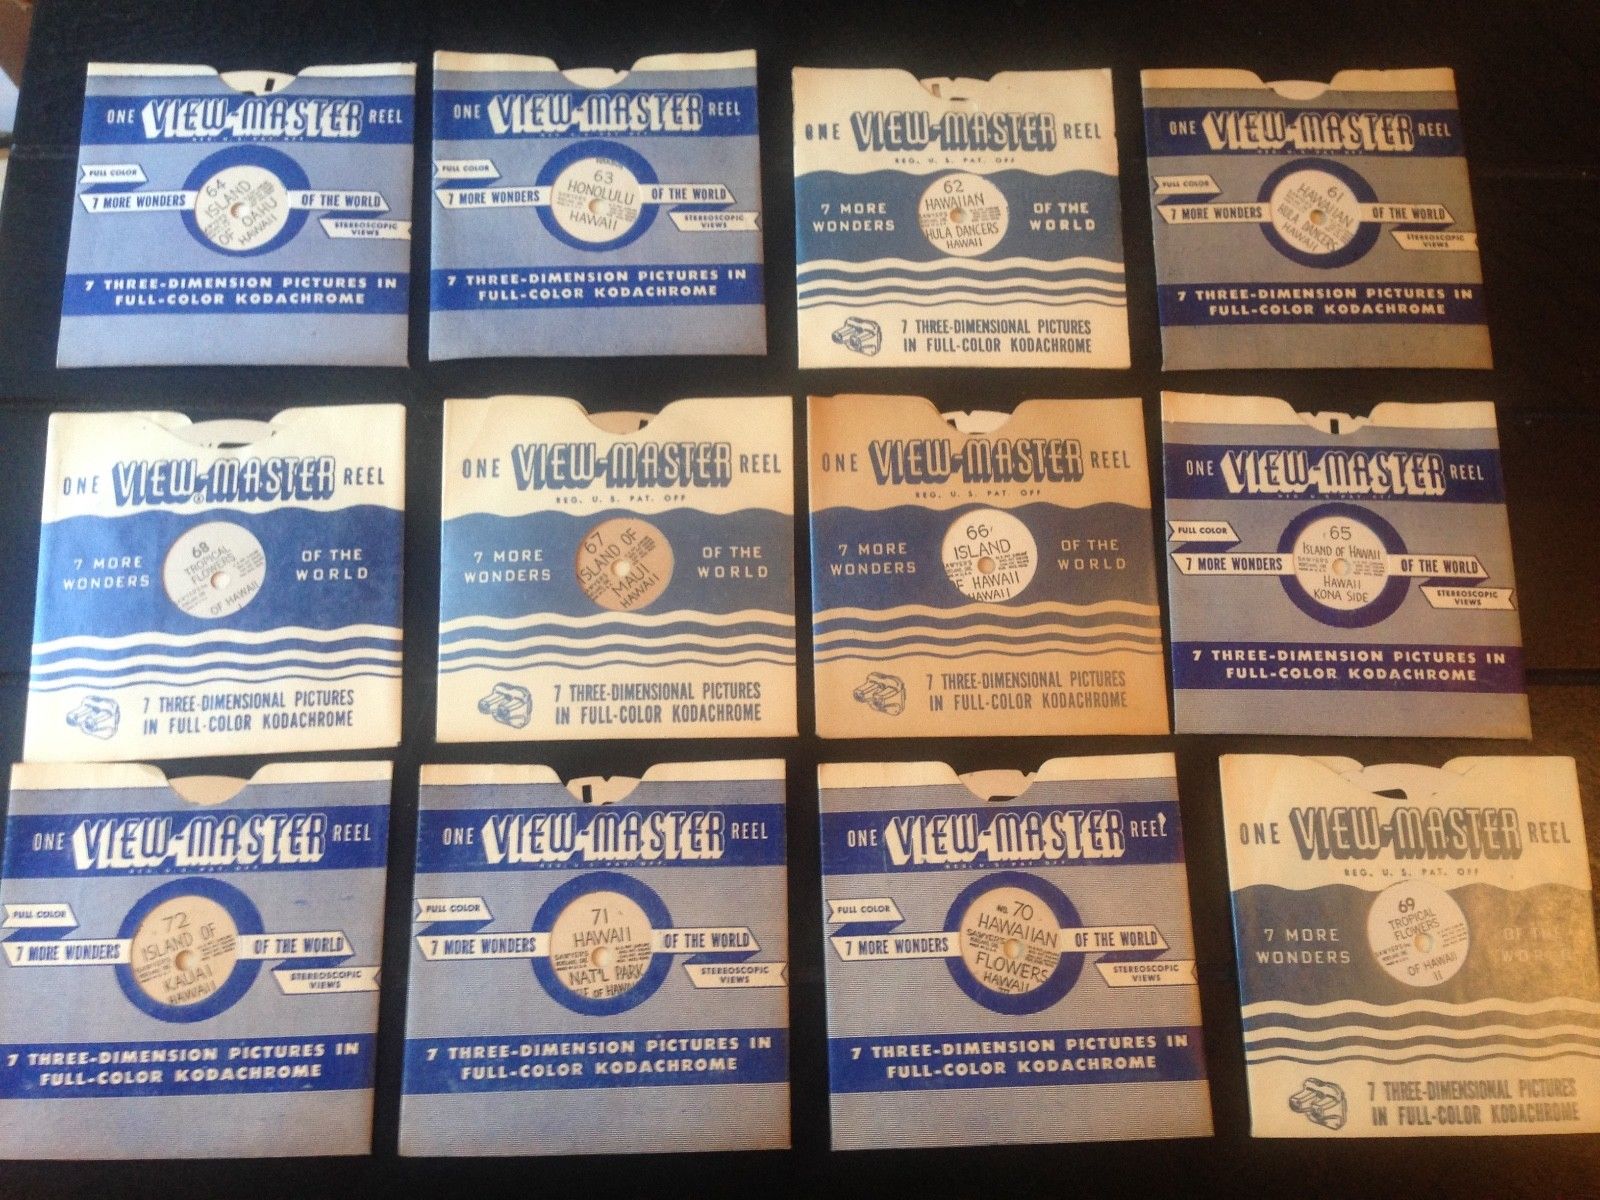 ONE VIEW-MASTER REEL
FULL COLOR
7 MORE WONDERS
64
ISLAND
OF OAHU
HAWAII
OF THE WORLD
STEREOSCOPIC
VIEWS
7 THREE-DIMENSION PICTURES IN
FULL-COLOR KODACHROME
ONE VIEW-MASTER REEL
FULL COLOR
7 MORE WONDERS
63
HONOLULU
HAWAII
OF THE WORLD
STEREOSCOPIC
VIEWS
7 THREE-DIMENSION PICTURES IN
FULL-COLOR KODACHROME
ONE VIEW-MASTER REEL
REG. U. S. PAT. OFF
7 MORE
WONDERS
62
HAWAIIAN
HULA DANCERS
HAWAII
OF THE
WORLD
7 THREE-DIMENSIONAL PICTURES
IN FULL-COLOR KODACHROME
ONE VIEW-MASTER REEL
FULL COLOR
7 MORE WONDERS
61
HAWAIIAN
HULA DANCERS
HAWAII
OF THE WORLD
STEREOSCOPIC
VIEWS
7 THREE-DIMENSION PICTURES IN
FULL-COLOR KODACHROME
ONE VIEW-MASTER REEL
7 MORE
WONDERS
68
TROPICAL
FLOWERS
OF HAWAII
I
OF THE
WORLD
7 THREE-DIMENSIONAL PICTURES
IN FULL-COLOR KODACHROME
ONE VIEW-MASTER REEL
REG. U. S. PAT. OFF
7 MORE
WONDERS
67
ISLAND OF
MAUI
HAWAII
OF THE
WORLD
7 THREE-DIMENSIONAL PICTURES
IN FULL-COLOR KODACHROME
ONE VIEW-MASTER REEL
REG. U. S. PAT. OFF
7 MORE
WONDERS
66
ISLAND
F HAWAII
HAWAII
OF THE
WORLD
7 THREE-DIMENSIONAL PICTURES
IN FULL-COLOR KODACHROME
ONE VIEW-MASTER REEL
FULL COLOR
7 MORE WONDERS
65
ISLAND OF HAWAII
HAWAII
KONA SIDE
OF THE WORLD
STEREOSCOPIC
VIEWS
7 THREE-DIMENSION PICTURES IN
FULL-COLOR KODACHROME
ONE VIEW-MASTER REEL
FULL COLOR
7 MORE WONDERS
72
ISLAND OF
KAUAI
HAWAII
OF THE WORLD
STEREOSCOPIC
VIEWS
7 THREE-DIMENSION PICTURES IN
FULL-COLOR KODACHROME
ONE VIEW-MASTER REEL
FULL COLOR
7 MORE WONDERS
71
HAWAII
SAWYER'S
NAT'L PARK
OF HAWAII
OF THE WORLD
STEREOSCOPIC
VIEWS
7 THREE-DIMENSION PICTURES IN
FULL-COLOR KODACHROME
ONE VIEW-MASTER REEL
FULL COLOR
7 MORE WONDERS
NO. 70
HAWAIIAN
SAWYER'S
FLOWERS
HAWAII
OF THE WORLD
STEREOSCOPIC
VIEWS
7 THREE-DIMENSION PICTURES IN
FULL-COLOR KODACHROME
ONE VIEW-MASTER REEL
REG. U. S. PAT. OFF
7 MORE
WONDERS
69
TROPICAL
FLOWERS
OF HAWAII
II
OF THE
WORLD
7 THREE-DIMENSIONAL PICTURES
IN FULL-COLOR KODACHROME